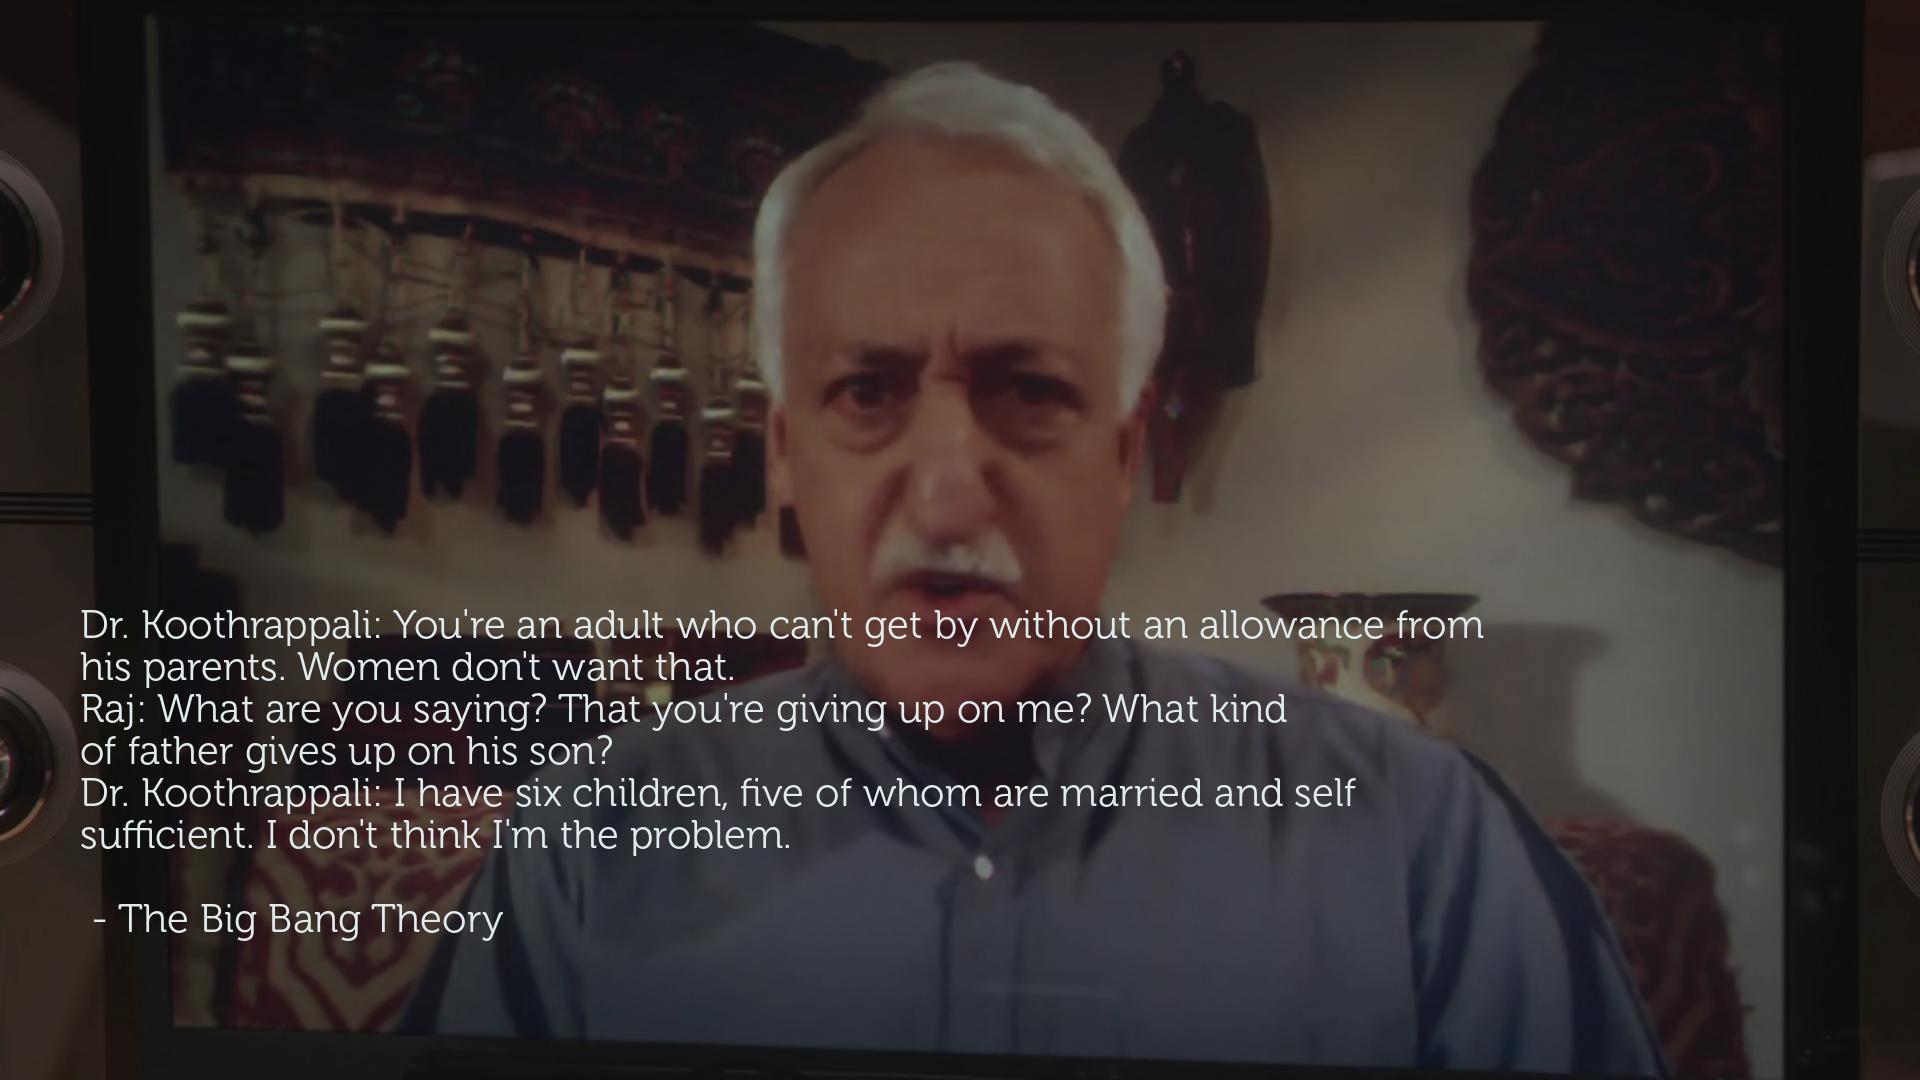 Dr. Koothrappali: You're an adult who can't get by without an allowance from
his parents. Women don't want that.
Raj: What are you saying? That you're giving up on me? What kind
of father gives up on his son?
Dr. Koothrappali: I have six children, five of whom are married and self
sufficient. I don't think I'm the problem.
- The Big Bang Theory